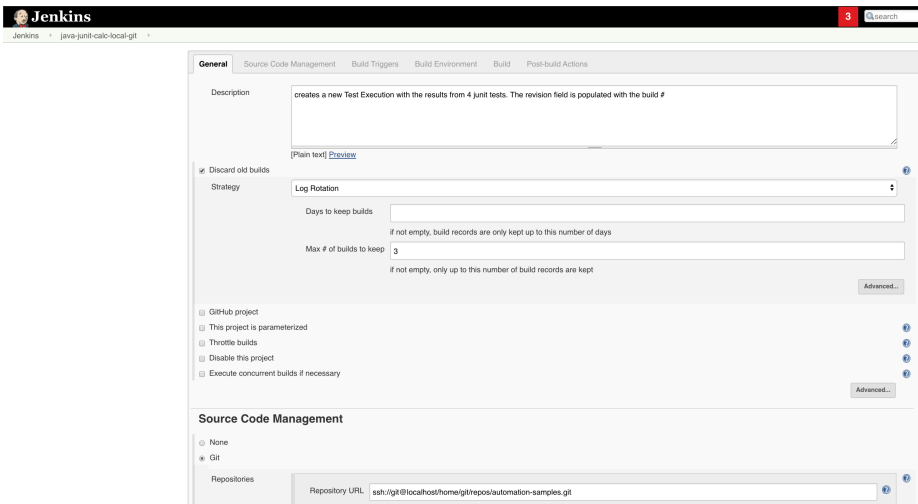 Jenkins
3
search
Jenkins
java-junit-calc-local-git
General
Source Code Management
Build Triggers
Build Environment
Build
Post-build Actions
Description
creates a new Test Execution with the results from 4 junit tests. The revision field is populated with the build #
[Plain text] Preview
Discard old builds
Strategy
Log Rotation
Days to keep builds
if not empty, build records are only kept up to this number of days
Max # of builds to keep
3
if not empty, only up to this number of build records are kept
Advanced...
GitHub project
This project is parameterized
Throttle builds
Disable this project
Execute concurrent builds if necessary
Advanced...
Source Code Management
None
Git
Repositories
Repository URL
ssh://git@localhost/home/git/repos/automation-samples.git